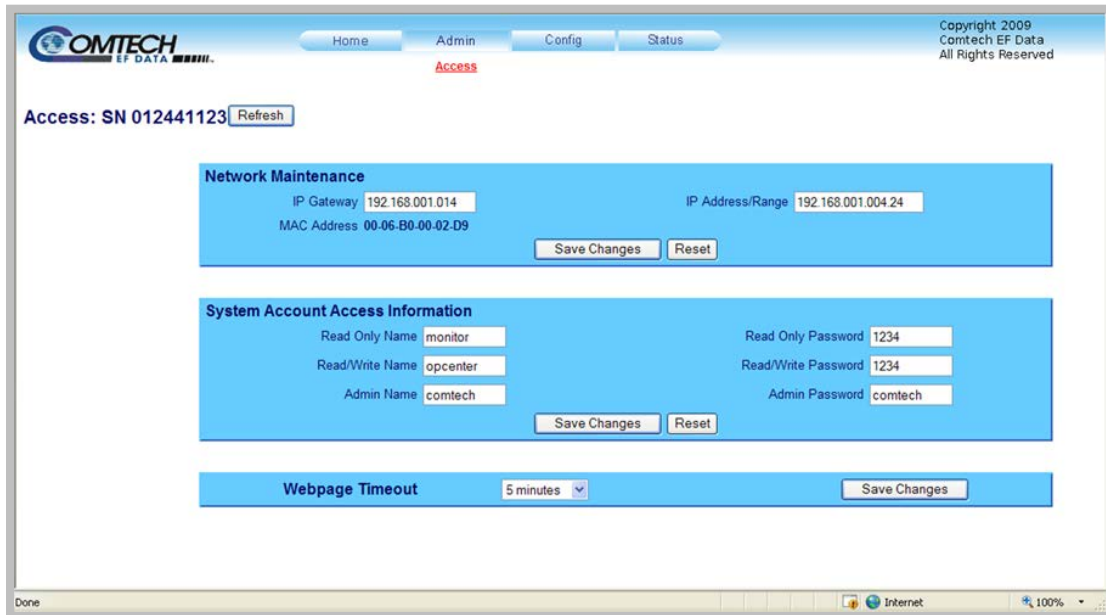 COMTECH
EF DATA
Home Admin Config Status
Access
Copyright 2009
Comtech EF Data
All Rights Reserved
Access: SN 012441123 Refresh
Network Maintenance
IP Gateway 192.168.001.014 IP Address/Range 192.168.001.004.24
MAC Address 00-06-B0-00-02-D9
Save Changes Reset
System Account Access Information
Read Only Name monitor Read Only Password 1234
Read/Write Name opcenter Read/Write Password 1234
Admin Name comtech Admin Password comtech
Save Changes Reset
Webpage Timeout 5 minutes Save Changes
Done Internet 100%